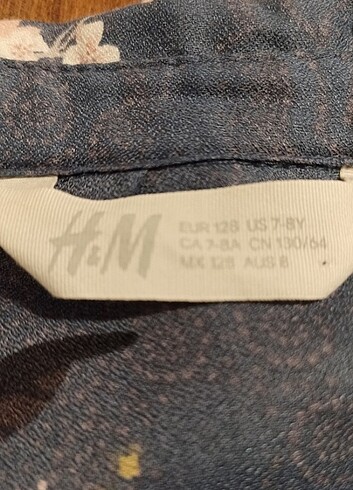 H&M
EUR 128 US 7-8Y
CA 7-8A CN 130/64
MX 128 AUS 8